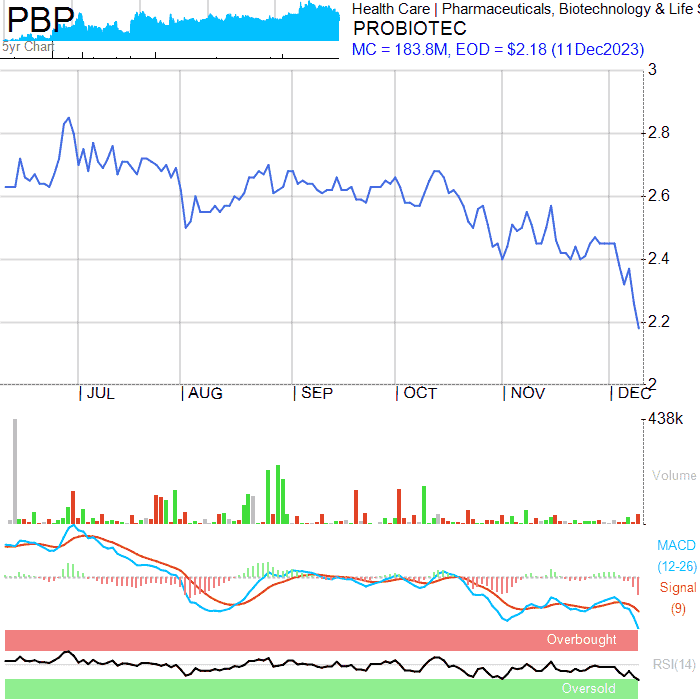 PBP
5yr Chart
Health Care | Pharmaceuticals, Biotechnology & Life S
PROBIOTEC
MC = 183.8M, EOD = $2.18 (11Dec2023)
3
2.8
2.6
2.4
2.2
2
JUL AUG SEP OCT NOV DEC
438k
Volume
MACD
(12-26)
Signal
(9)
Overbought
RSI(14)
Oversold